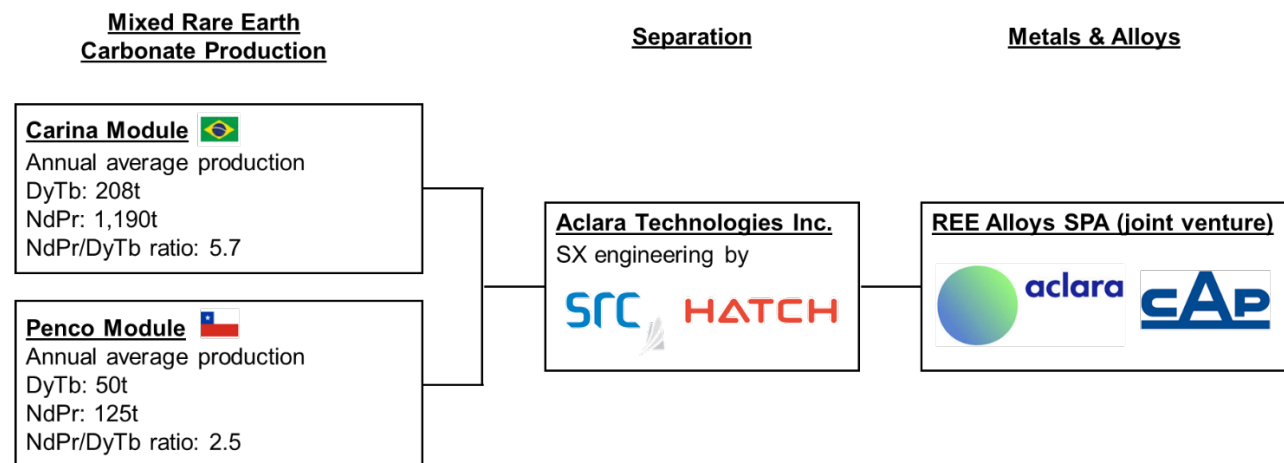 Mixed Rare Earth
Carbonate Production
Separation
Metals & Alloys
Carina Module
Annual average production
DyTb: 208t
NdPr: 1,190t
NdPr/DyTb ratio: 5.7
Penco Module
Annual average production
DyTb: 50t
NdPr: 125t
NdPr/DyTb ratio: 2.5
Aclara Technologies Inc.
SX engineering by
src HATCH
REE Alloys SPA (joint venture)
aclara CAP